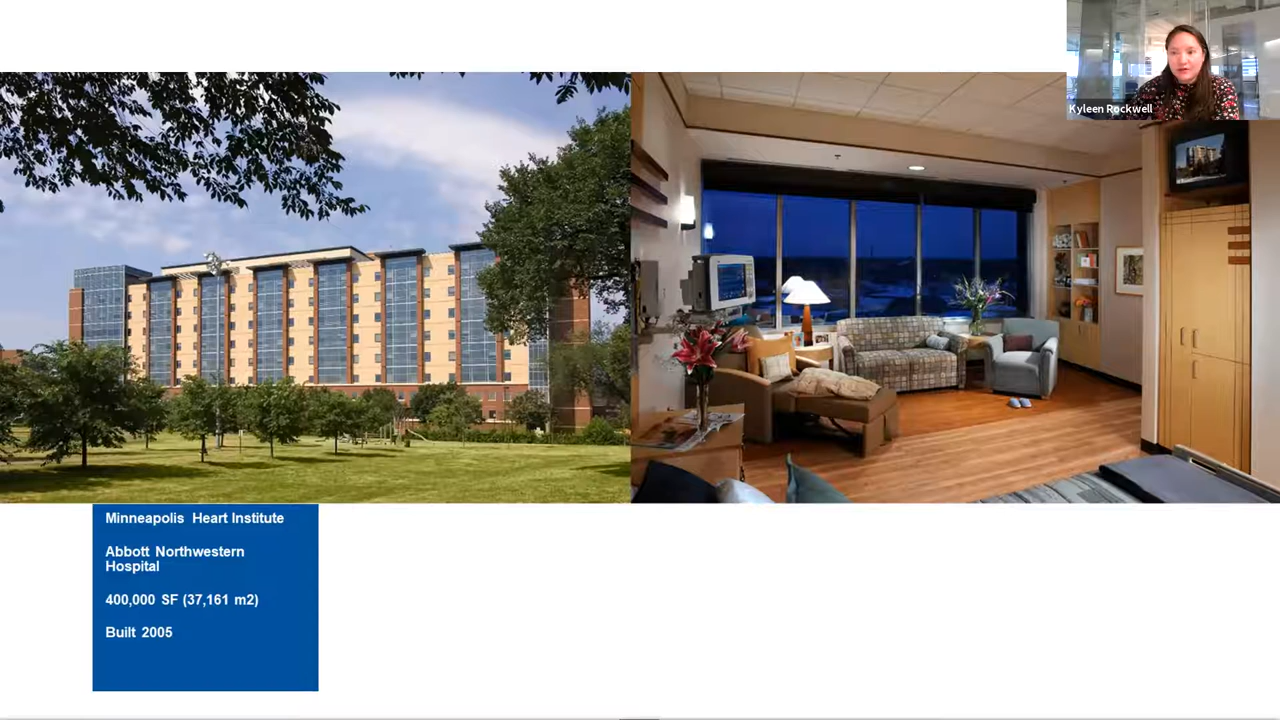 Kyleen Rockwell
Minneapolis Heart Institute
Abbott Northwestern
Hospital
400,000 SF (37,161 m2)
Built 2005